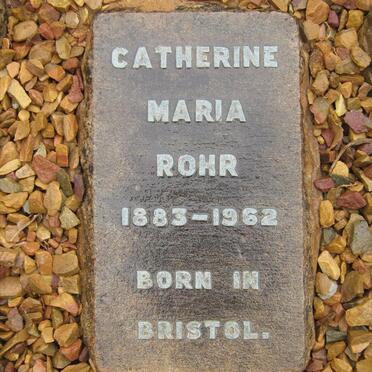 CATHERINE
MARIA
ROHR
1883-1962
BORN IN
BRISTOL.